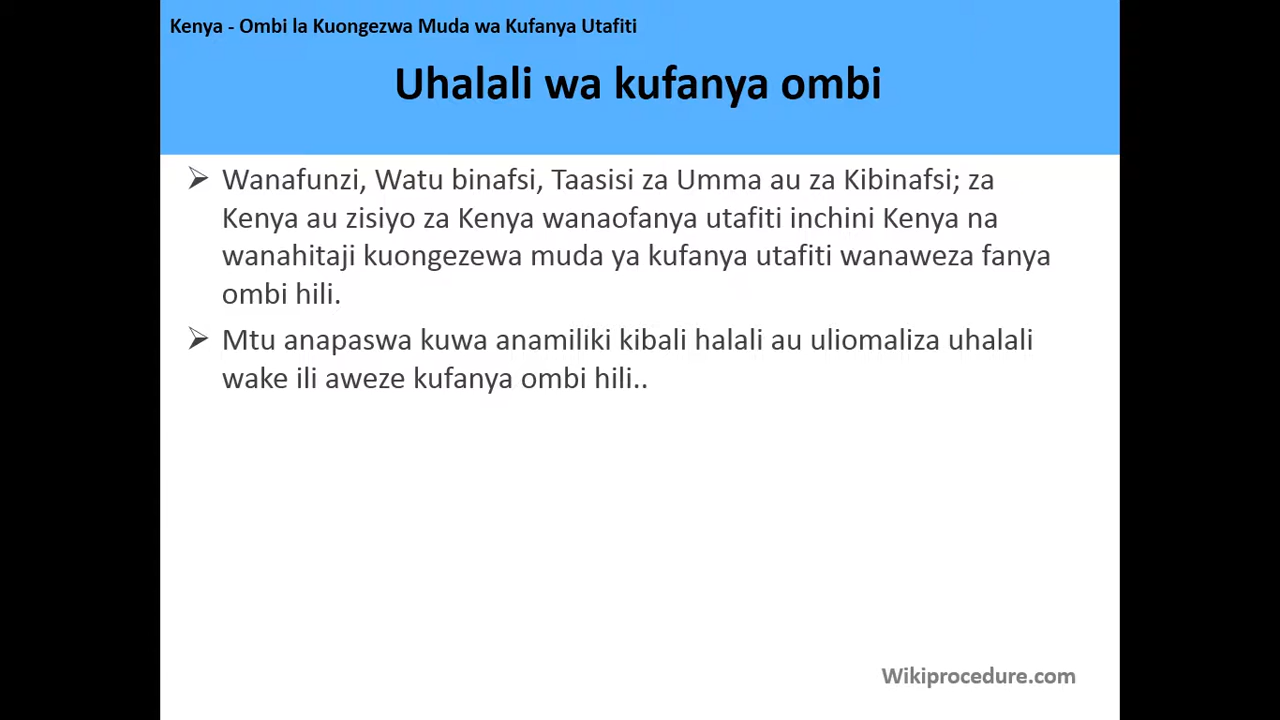 Kenya - Ombi la Kuongezwa Muda wa Kufanya Utafiti
Uhalali wa kufanya ombi
➢ Wanafunzi, Watu binafsi, Taasisi za Umma au za Kibinafsi; za
Kenya au zisiyo za Kenya wanaofanya utafiti inchini Kenya na
wanahitaji kuongezewa muda ya kufanya utafiti wanaweza fanya
ombi hili.
➢ Mtu anapaswa kuwa anamiliki kibali halali au uliomaliza uhalali
wake ili aweze kufanya ombi hili..
Wikiprocedure.com